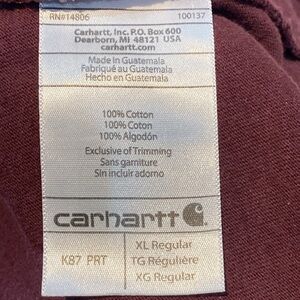 RN#14806 100137
Carhartt, Inc. P.O. Box 600
Dearborn, MI 48121 USA
carhartt.com
Made in Guatemala
Fabriqué au Guatemala
Hecho en Guatemala
100% Cotton
100% Coton
100% Algodón
Exclusive of Trimming
Sans garniture
Sin incluir adorno
carhartt
K87 PRT
XL Regular
TG Régulière
XG Regular